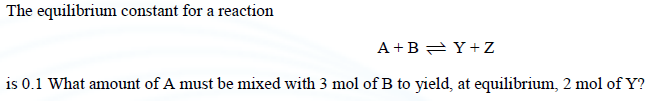 The equilibrium constant for a reaction
A + B ⇌ Y + Z
is 0.1 What amount of A must be mixed with 3 mol of B to yield, at equilibrium, 2 mol of Y?